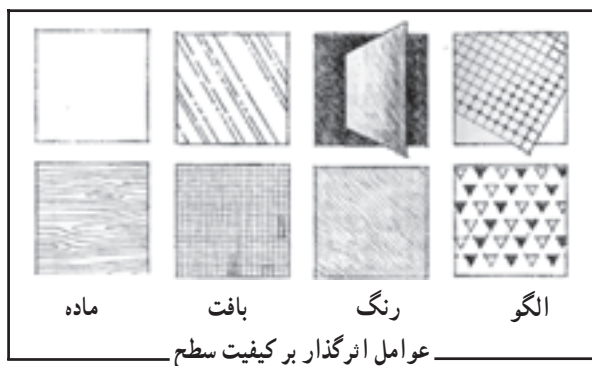 الگو رنگ بافت ماده
عوامل اثرگذار بر کیفیت سطح